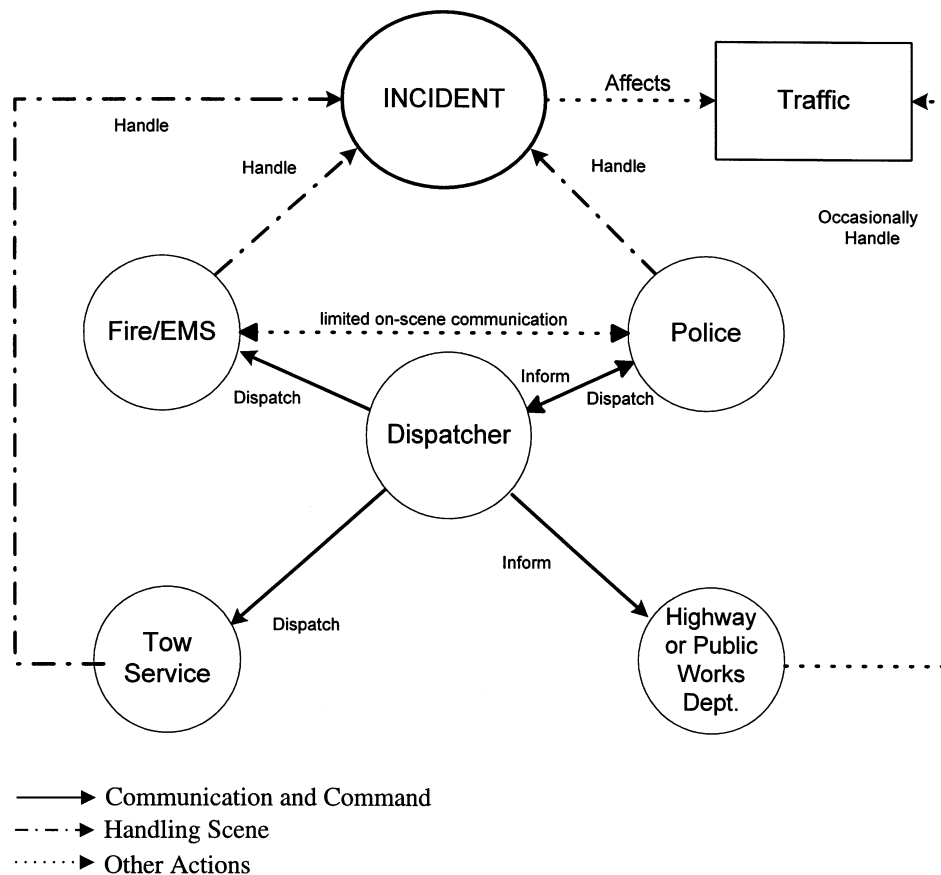 INCIDENT
Affects
Traffic
Handle
Handle
Handle
Occasionally
Handle
Fire/EMS
limited on-scene communication
Police
Inform
Dispatch
Dispatch
Dispatcher
Inform
Dispatch
Tow
Service
Highway
or Public
Works
Dept.
Communication and Command
Handling Scene
Other Actions